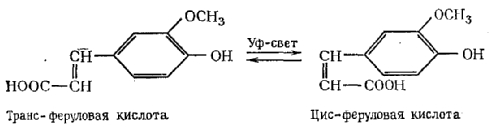 OCH₃
CH
OH
HOOC—CH
Транс-феруловая кислота
Уф-свет
OCH₃
CH
OH
CH—COOH
Цис-феруловая кислота